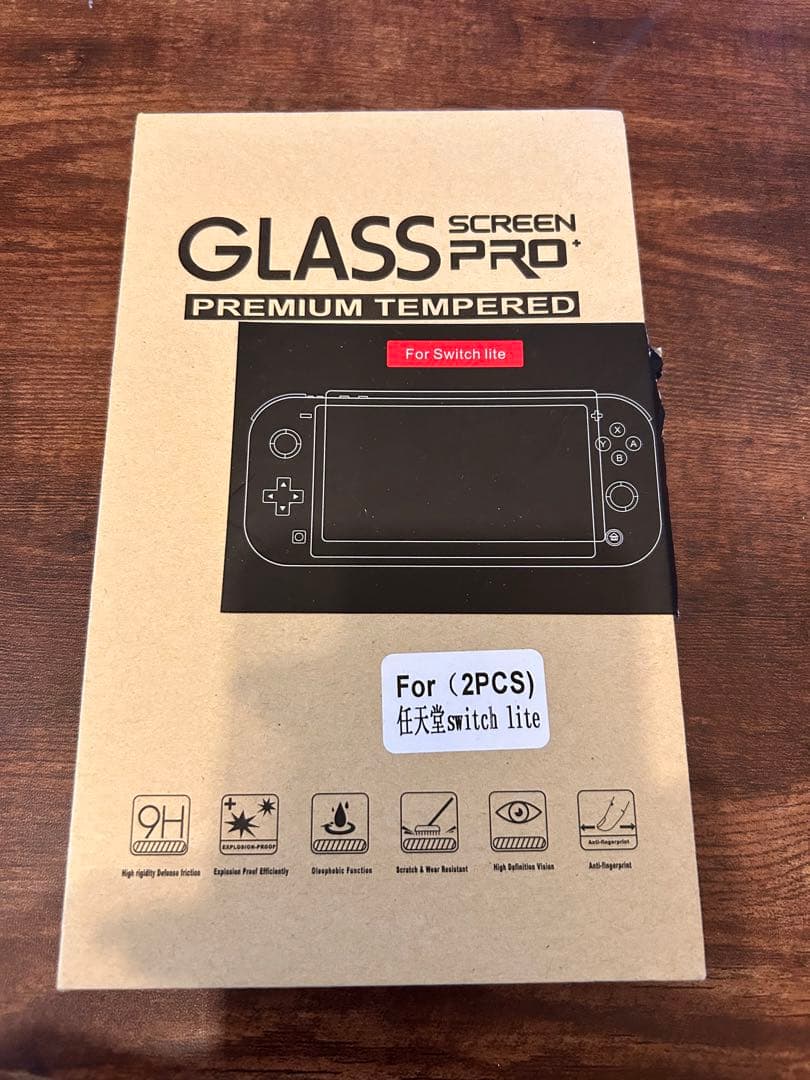 GLASS SCREEN PRO+
PREMIUM TEMPERED
For Switch lite
X
Y A
B
For（2PCS)
任天堂switch lite
9H
EXPLOSION-PROOF
Anti-fingerprint
High rigidity Defense friction
Explosion Proof Efficiently
Oleophobic Function
Scratch & Wear Resistant
High Definition Vision
Anti-fingerprint